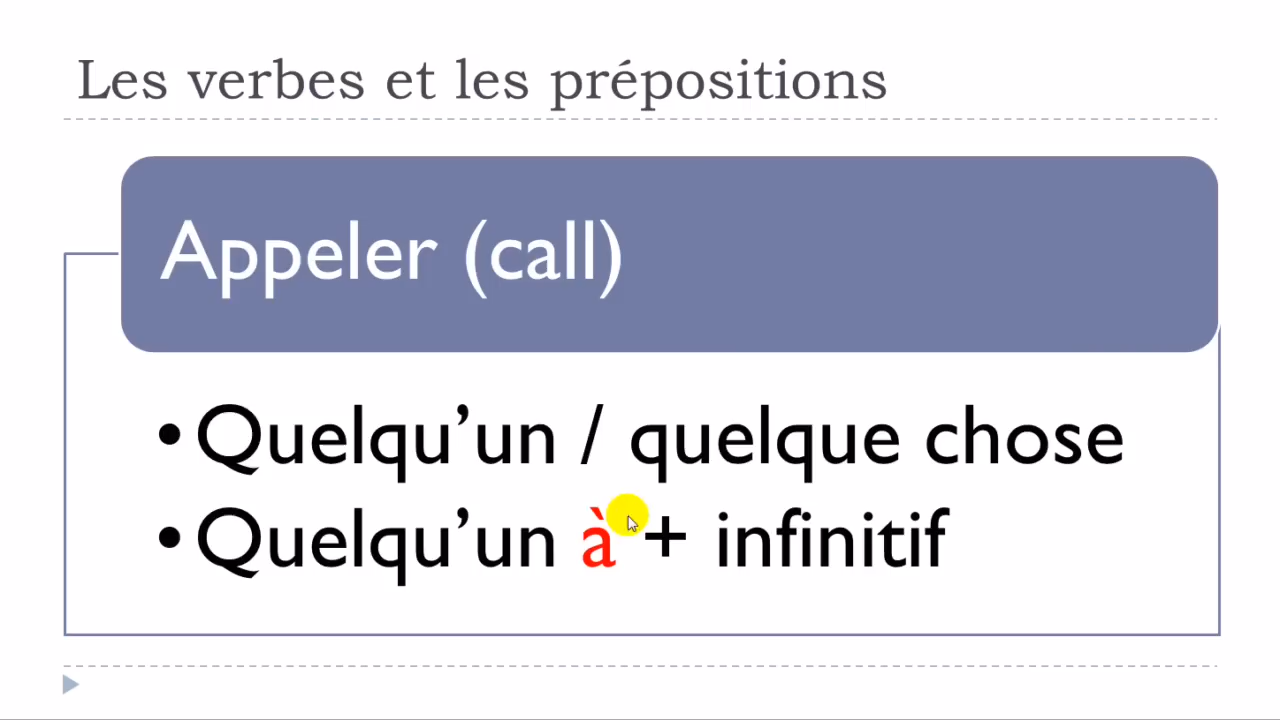 Les verbes et les prépositions
Appeler (call)
•Quelqu’un / quelque chose
•Quelqu’un à + infinitif